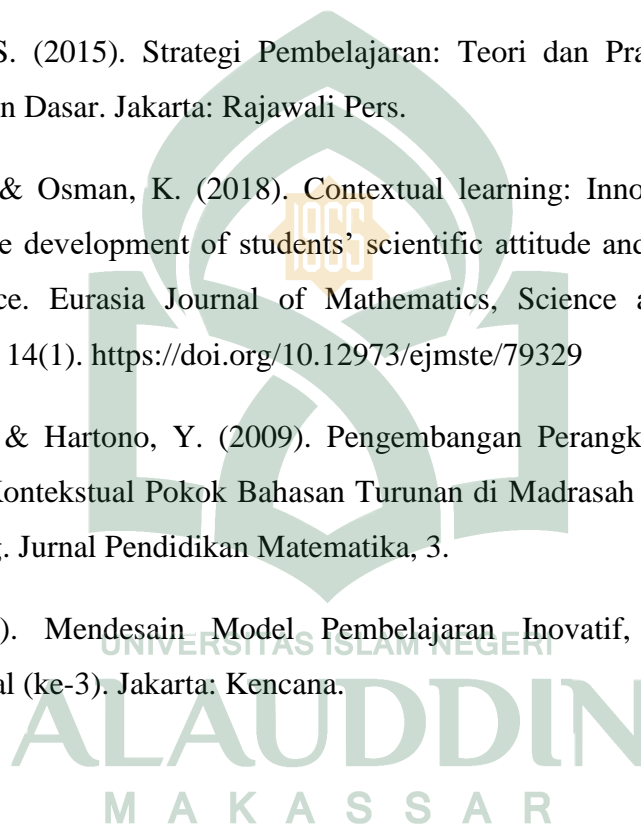 S. (2015). Strategi Pembelajaran: Teori dan Pra
n Dasar. Jakarta: Rajawali Pers.
& Osman, K. (2018). Contextual learning: Inno
e development of students’ scientific attitude and
ce. Eurasia Journal of Mathematics, Science a
14(1). https://doi.org/10.12973/ejmste/79329
& Hartono, Y. (2009). Pengembangan Perangk
Kontekstual Pokok Bahasan Turunan di Madrasah
g. Jurnal Pendidikan Matematika, 3.
). Mendesain Model Pembelajaran Inovatif,
al (ke-3). Jakarta: Kencana.
1965
UNIVERSITAS ISLAM NEGERI
ALAUDDIN
MAKASSAR